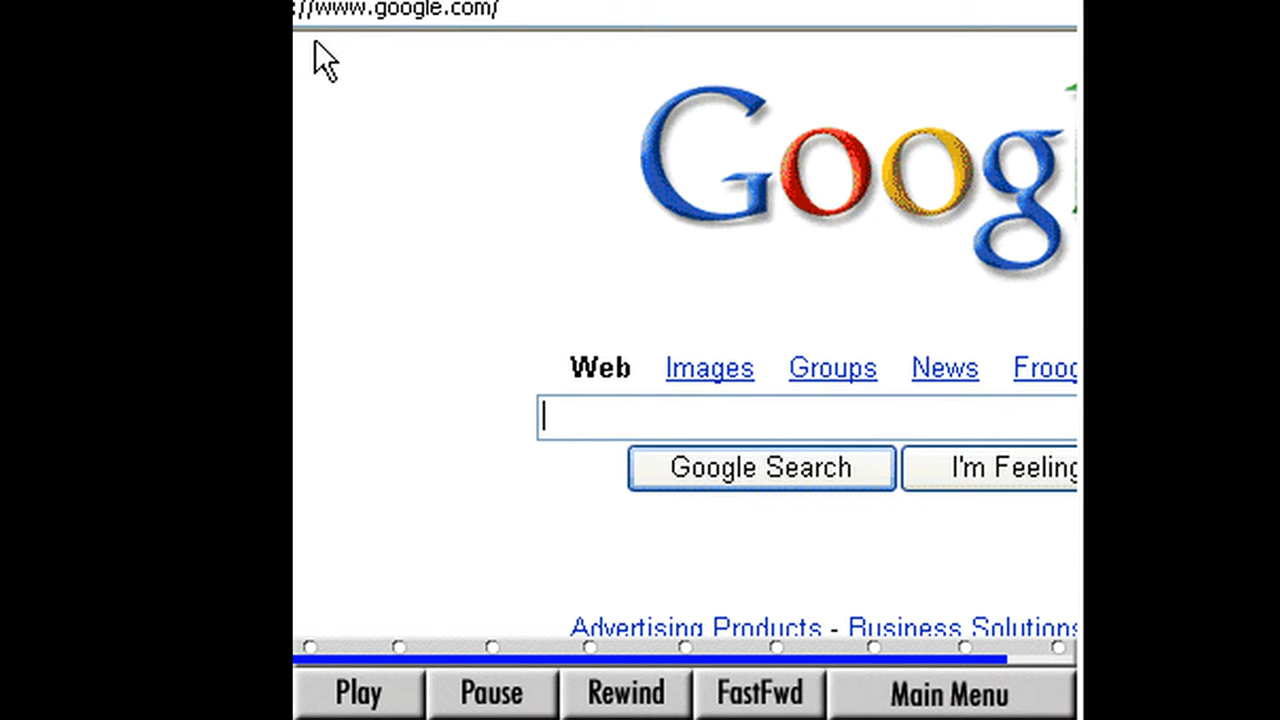 ://www.google.com/
Goog
Web Images Groups News Froog
Google Search I'm Feeling
Advertising Products - Business Solutions
Play Pause Rewind FastFwd Main Menu